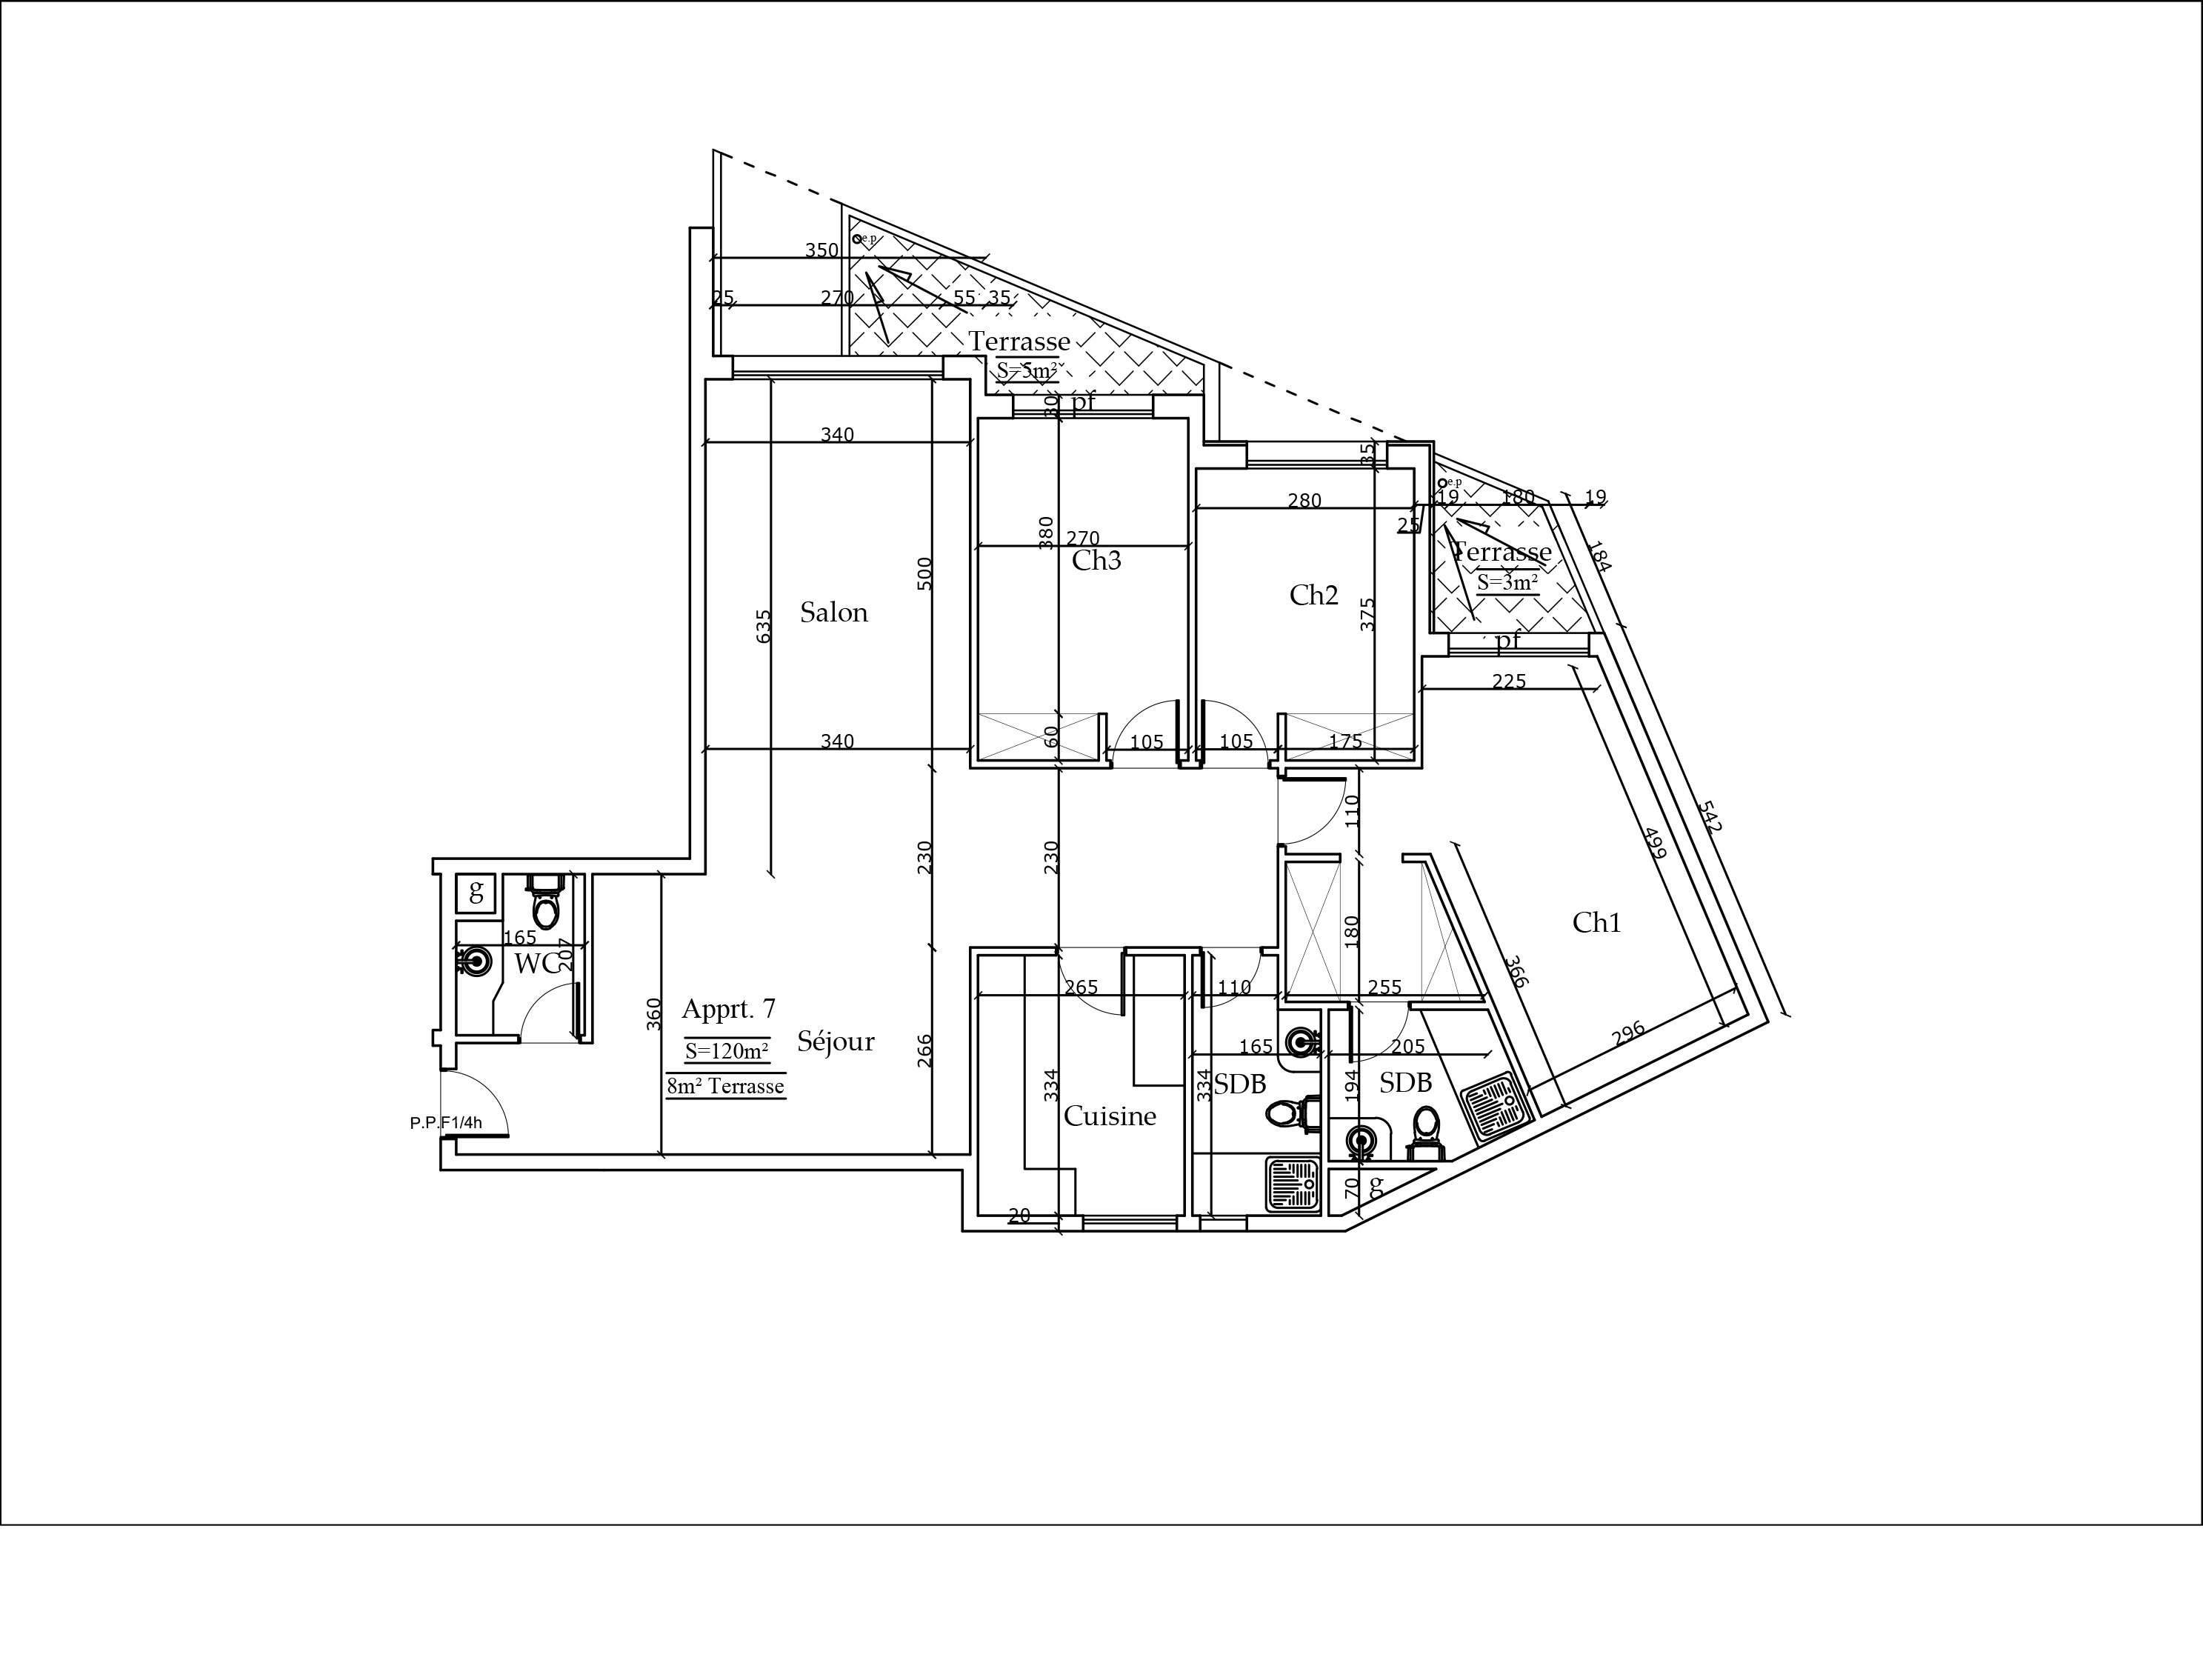 e.p
350
25
270
55
35
Terrasse
S=5m²
30
pf
340
35
e.p
19
180
19
280
25
380
270
Ch3
184
Terrasse
S=3m²
500
Ch2
375
635
Salon
pf
225
340
60
105
105
175
110
542
499
230
230
g
Ch1
165
207
WC
180
366
265
110
255
360
Apprt. 7
S=120m²
8m² Terrasse
Séjour
266
296
165
205
334
334
SDB
194
SDB
P.P.F1/4h
Cuisine
70
g
20